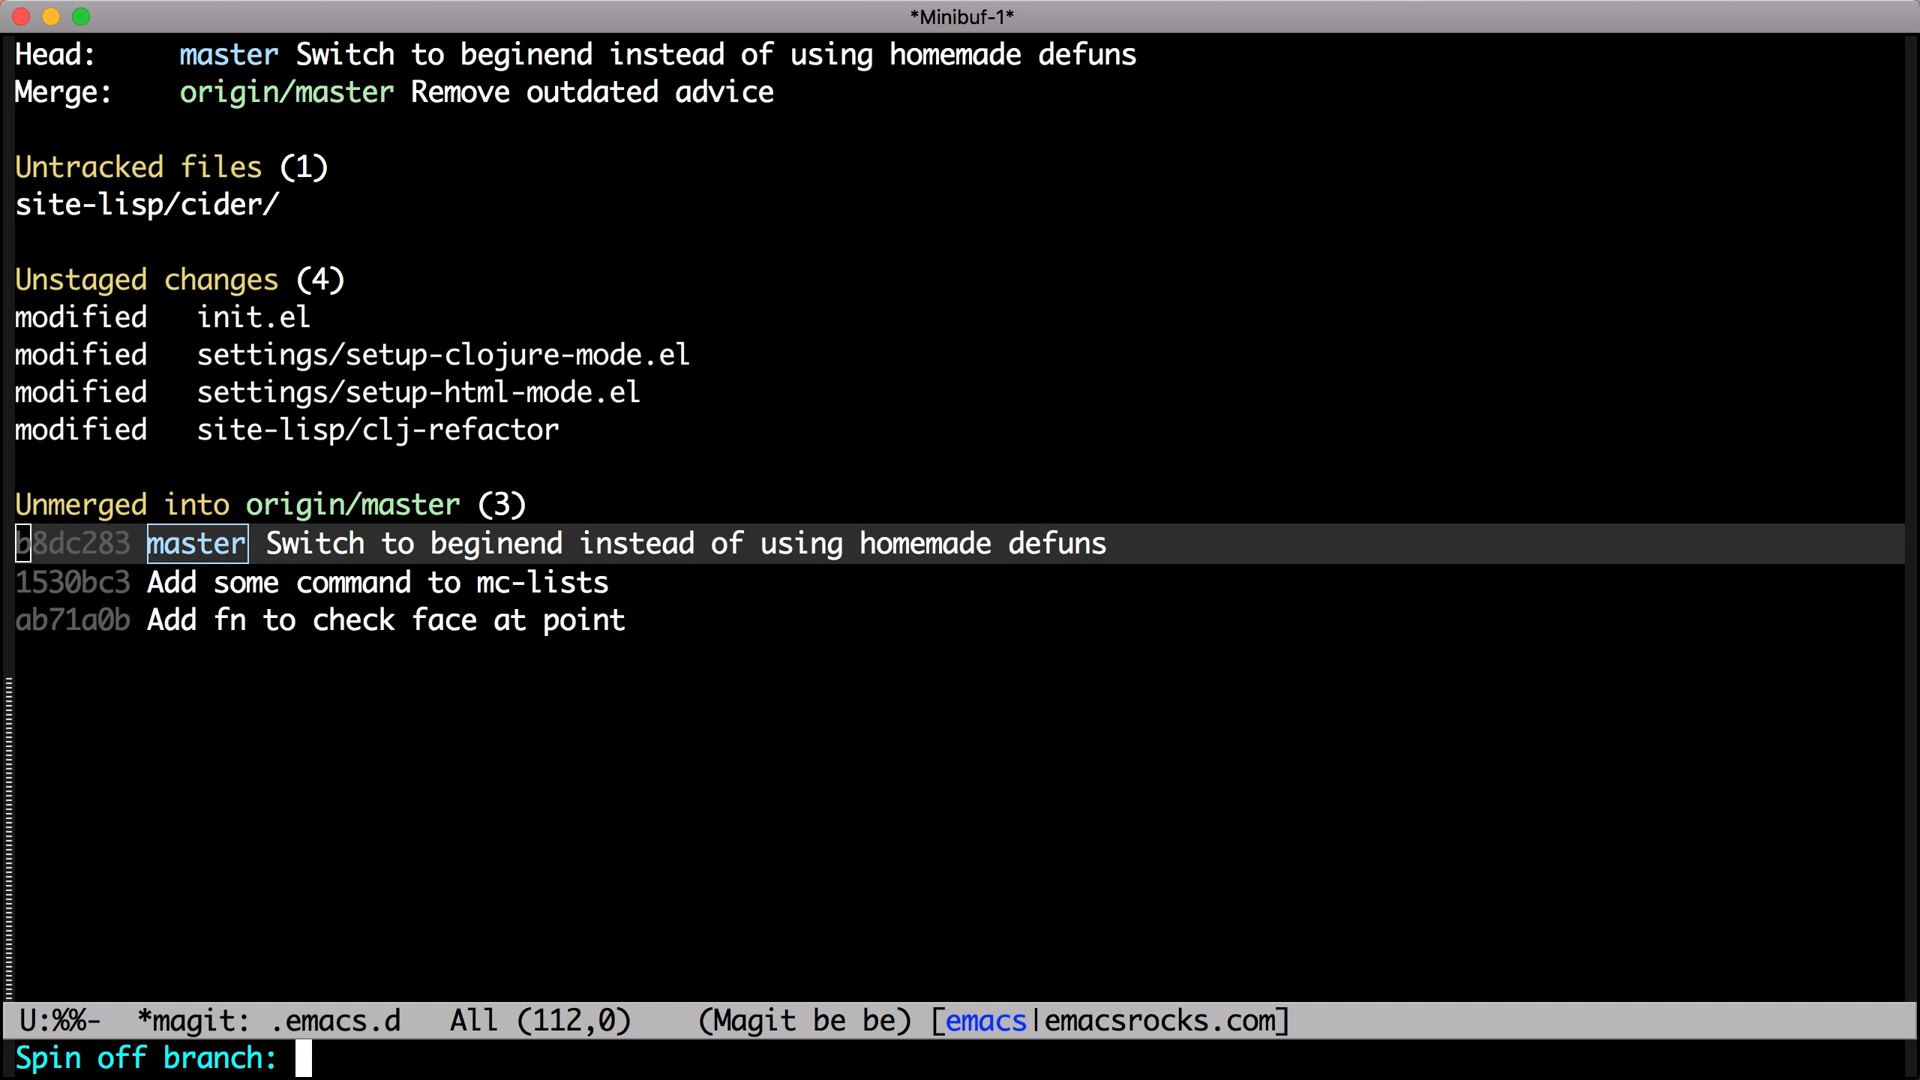 *Minibuf-1*
Head: master Switch to beginend instead of using homemade defuns
Merge: origin/master Remove outdated advice
Untracked files (1)
site-lisp/cider/
Unstaged changes (4)
modified init.el
modified settings/setup-clojure-mode.el
modified settings/setup-html-mode.el
modified site-lisp/clj-refactor
Unmerged into origin/master (3)
b8dc283 master Switch to beginend instead of using homemade defuns
1530bc3 Add some command to mc-lists
ab71a0b Add fn to check face at point
U:%%- *magit: .emacs.d All (112,0) (Magit be be) [emacs|emacsrocks.com]
Spin off branch: